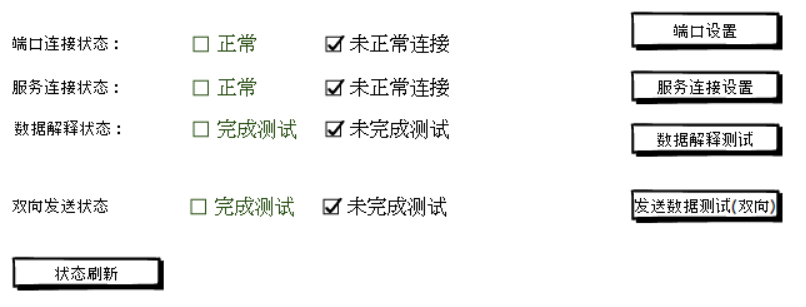 端口连接状态： 正常 未正常连接 端口设置
服务连接状态： 正常 未正常连接 服务连接设置
数据解释状态： 完成测试 未完成测试 数据解释测试
双向发送状态 完成测试 未完成测试 发送数据测试(双向)
状态刷新